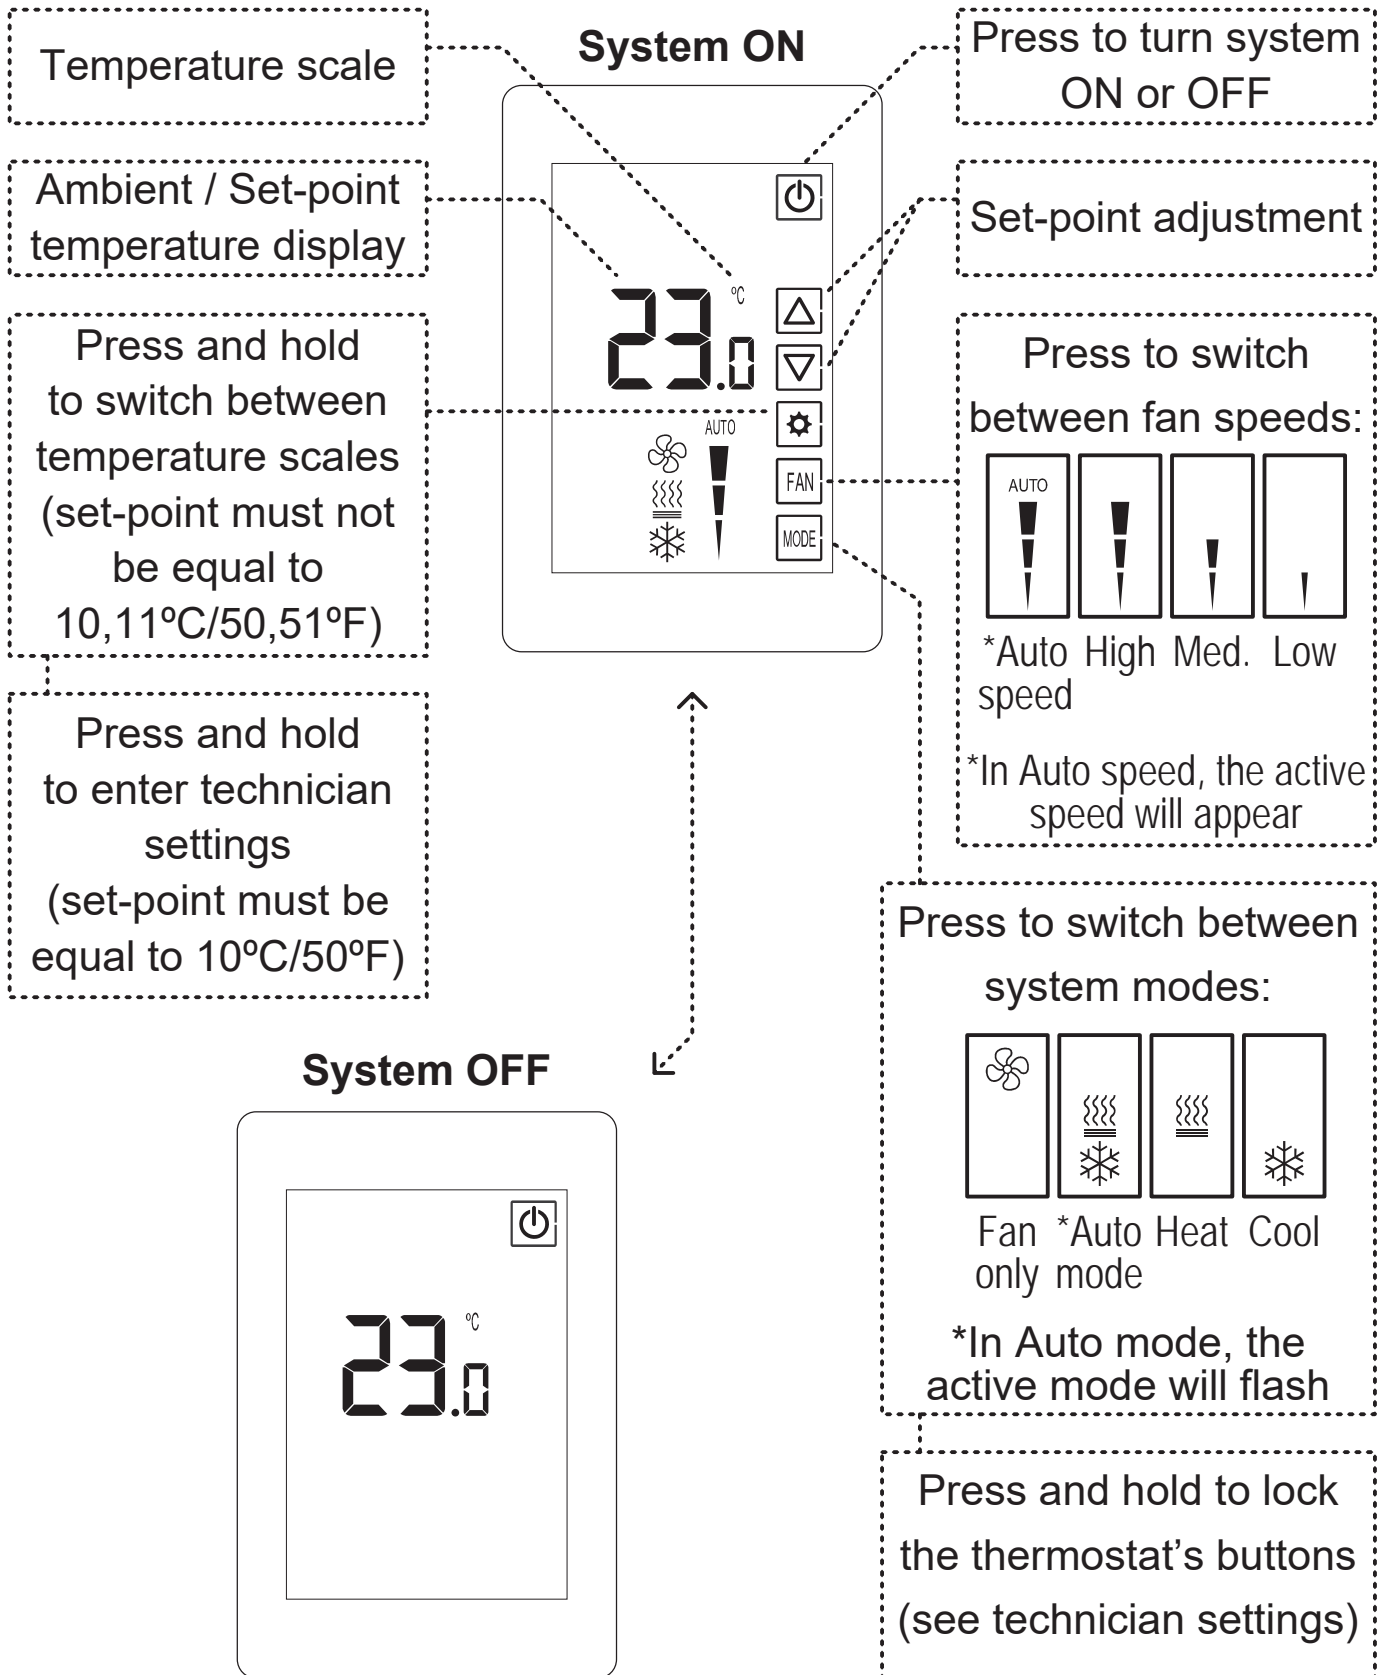 System ON
Temperature scale
Ambient / Set-point
temperature display
Press and hold
to switch between
temperature scales
(set-point must not
be equal to
10,11ºC/50,51ºF)
Press and hold
to enter technician
settings
(set-point must be
equal to 10ºC/50ºF)
23.0 ºC
AUTO
FAN
MODE
Press to turn system
ON or OFF
Set-point adjustment
Press to switch
between fan speeds:
AUTO
*Auto High Med. Low
speed
*In Auto speed, the active
speed will appear
Press to switch between
system modes:
Fan *Auto Heat Cool
only mode
*In Auto mode, the
active mode will flash
Press and hold to lock
the thermostat’s buttons
(see technician settings)
System OFF
23.0 ºC